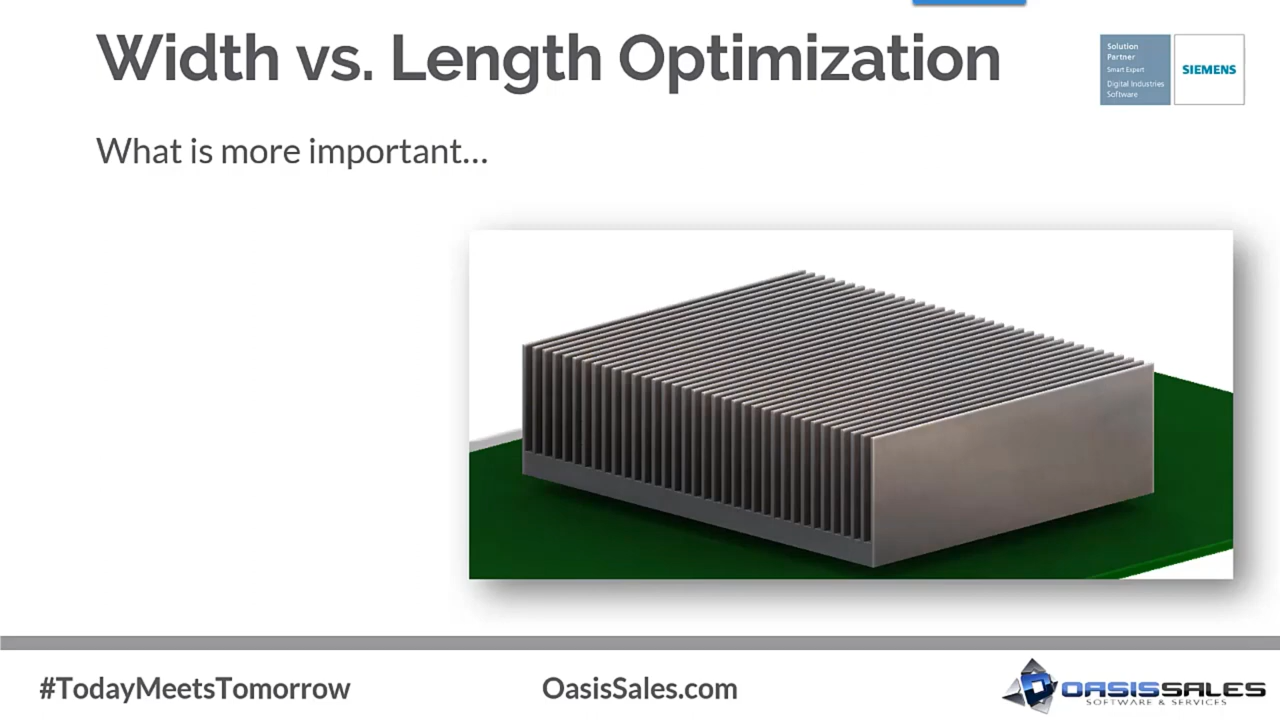 Width vs. Length Optimization
Solution
Partner
Smart Expert
Digital Industries
Software
SIEMENS
What is more important...
#TodayMeetsTomorrow
OasisSales.com
OASISSALES
SOFTWARE & SERVICES